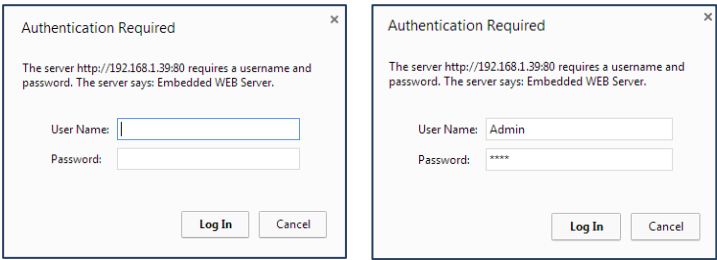 Authentication Required
×
The server http://192.168.1.39:80 requires a username and
password. The server says: Embedded WEB Server.
User Name:
Password:
Log In
Cancel
Authentication Required
×
The server http://192.168.1.39:80 requires a username and
password. The server says: Embedded WEB Server.
User Name: Admin
Password: ****
Log In
Cancel